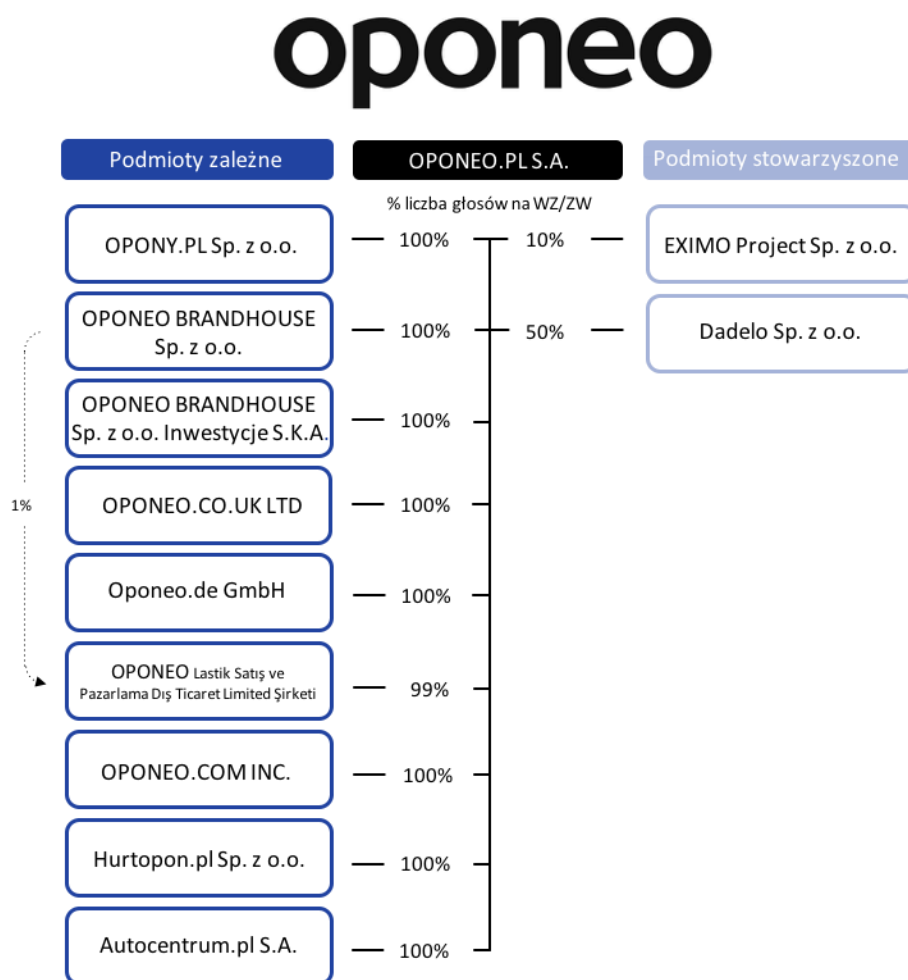 oponeo
Podmioty zależne
OPONEO.PL S.A.
Podmioty stowarzyszone
% liczba głosów na WZ/ZW
OPONY.PL Sp. z o.o.
100%
10%
EXIMO Project Sp. z o.o.
OPONEO BRANDHOUSE
Sp. z o.o.
100%
50%
Dadelo Sp. z o.o.
OPONEO BRANDHOUSE
Sp. z o.o. Inwestycje S.K.A.
100%
1%
OPONEO.CO.UK LTD
100%
Oponeo.de GmbH
100%
OPONEO Lastik Satış ve
Pazarlama Dış Ticaret Limited Şirketi
99%
OPONEO.COM INC.
100%
Hurtopon.pl Sp. z o.o.
100%
Autocentrum.pl S.A.
100%